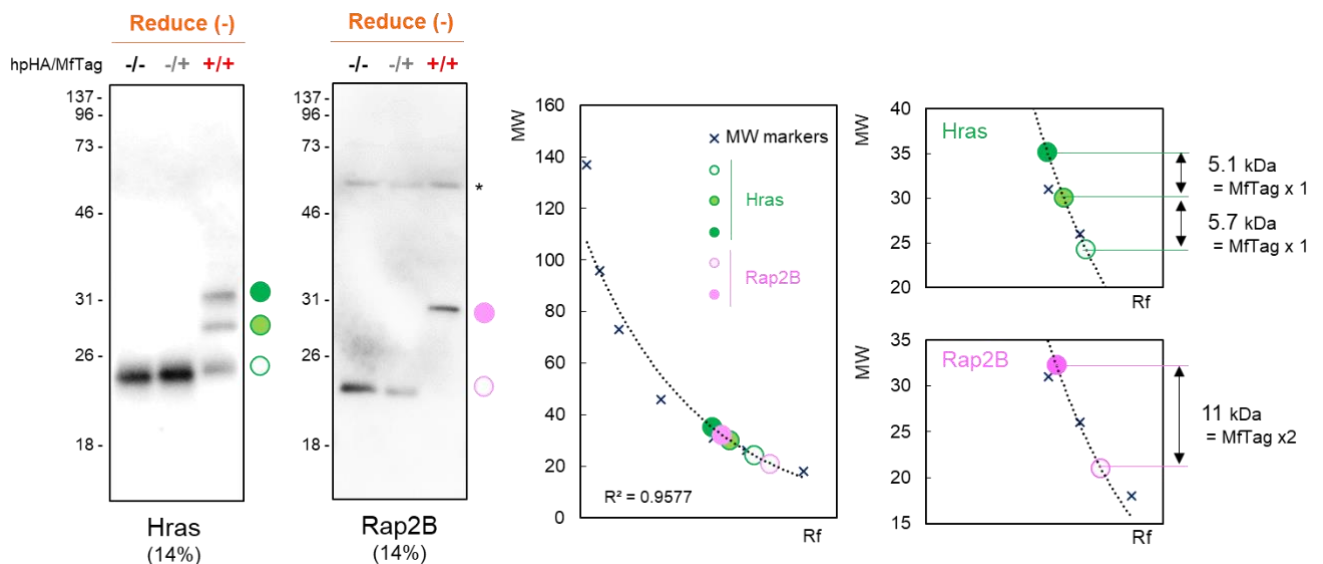 Reduce (-)
hpHA/MfTag -/- -/+ +/+
137 -
96 -
73 -
46 -
31 -
26 -
18 -
Hras
(14%)
Reduce (-)
-/- -/+ +/+
137 -
96 -
73 -
46 -
31 -
26 -
18 -
*
Rap2B
(14%)
MW
160
140
120
100
80
60
40
20
0
MW markers
Hras
Rap2B
R² = 0.9577
Rf
MW
40
35
30
25
20
Hras
Rf
5.1 kDa
= MfTag x 1
5.7 kDa
= MfTag x 1
MW
35
30
25
20
15
Rap2B
Rf
11 kDa
= MfTag x2